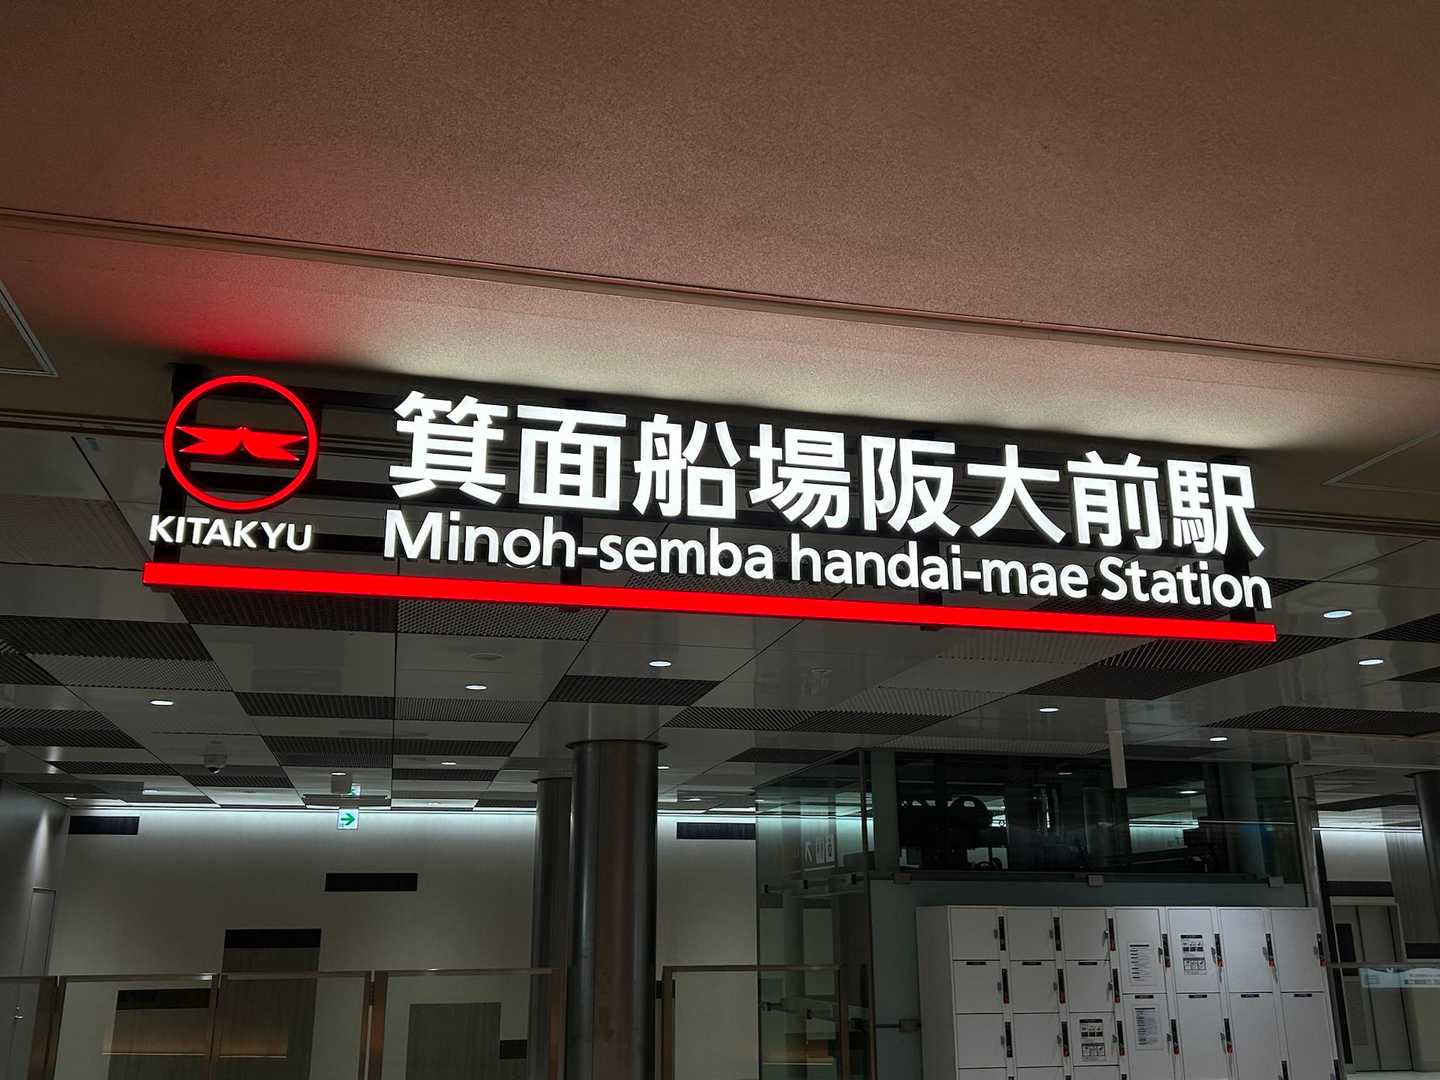 箕面船場阪大前駅
KITAKYU
Minoh-semba handai-mae Station